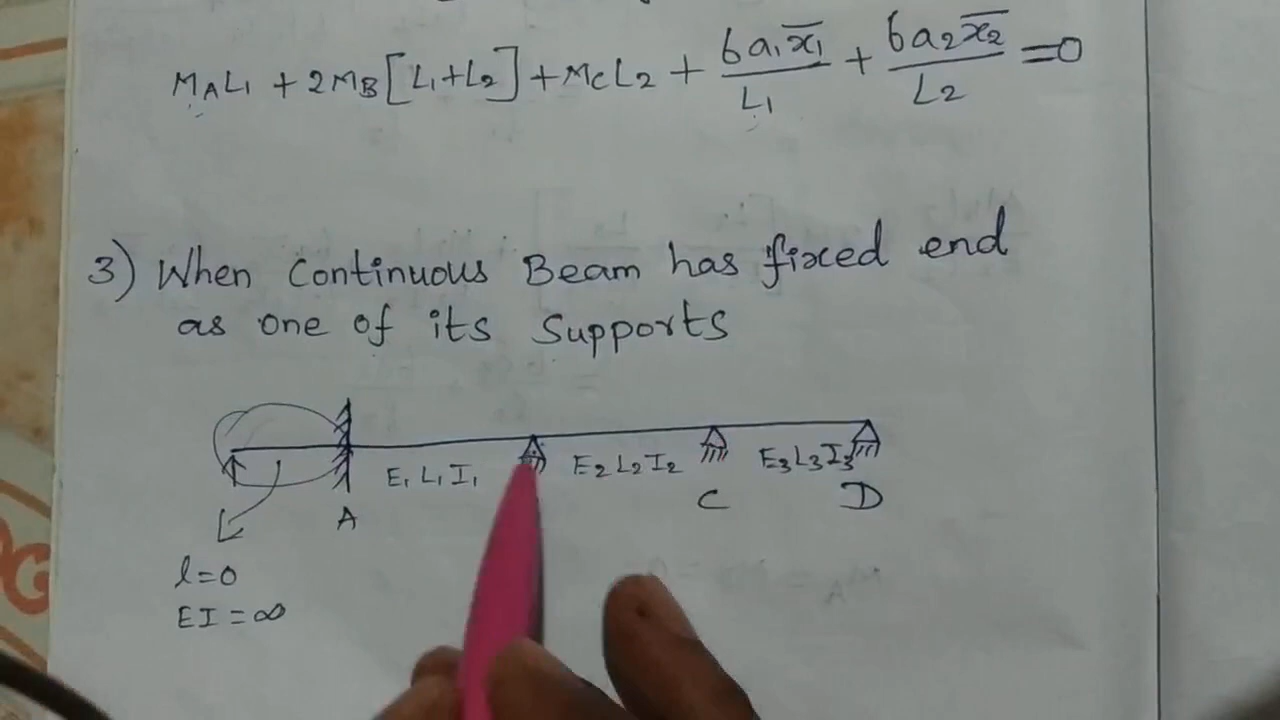 MAL1 + 2MB[L1+L2] + MCL2 + 6a1x̄1/L1 + 6a2x̄2/L2 = 0
3) When Continuous Beam has fixed end
as one of its Supports
E1 L1 I1 E2 L2 I2 E3 L3 I3
A C D
l=0
EI=∞